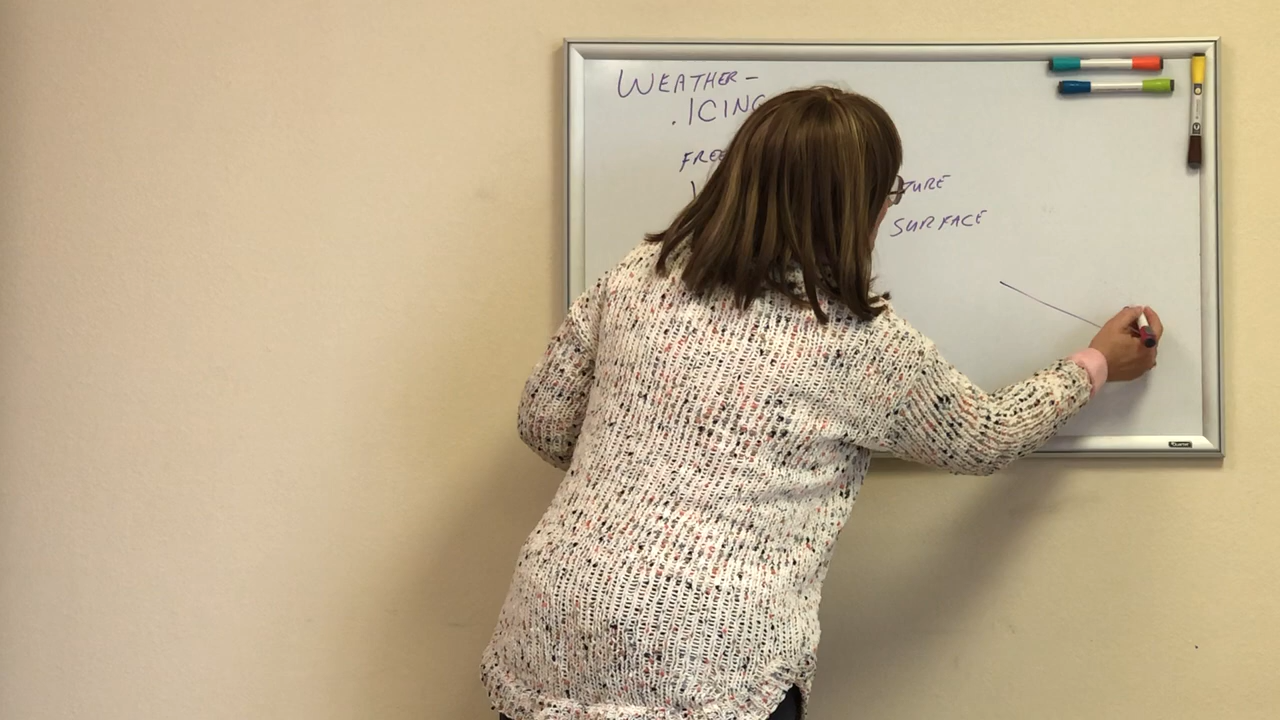 WEATHER -
. ICING
FREE
TURE
SURFACE